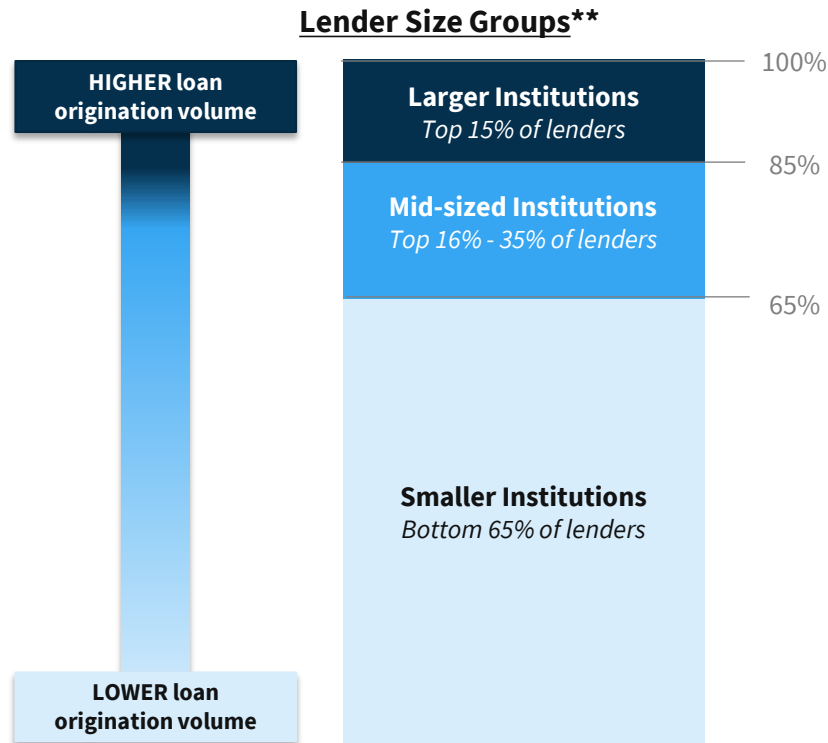 Lender Size Groups**
HIGHER loan
origination volume
100%
Larger Institutions
Top 15% of lenders
85%
Mid-sized Institutions
Top 16% - 35% of lenders
65%
Smaller Institutions
Bottom 65% of lenders
LOWER loan
origination volume